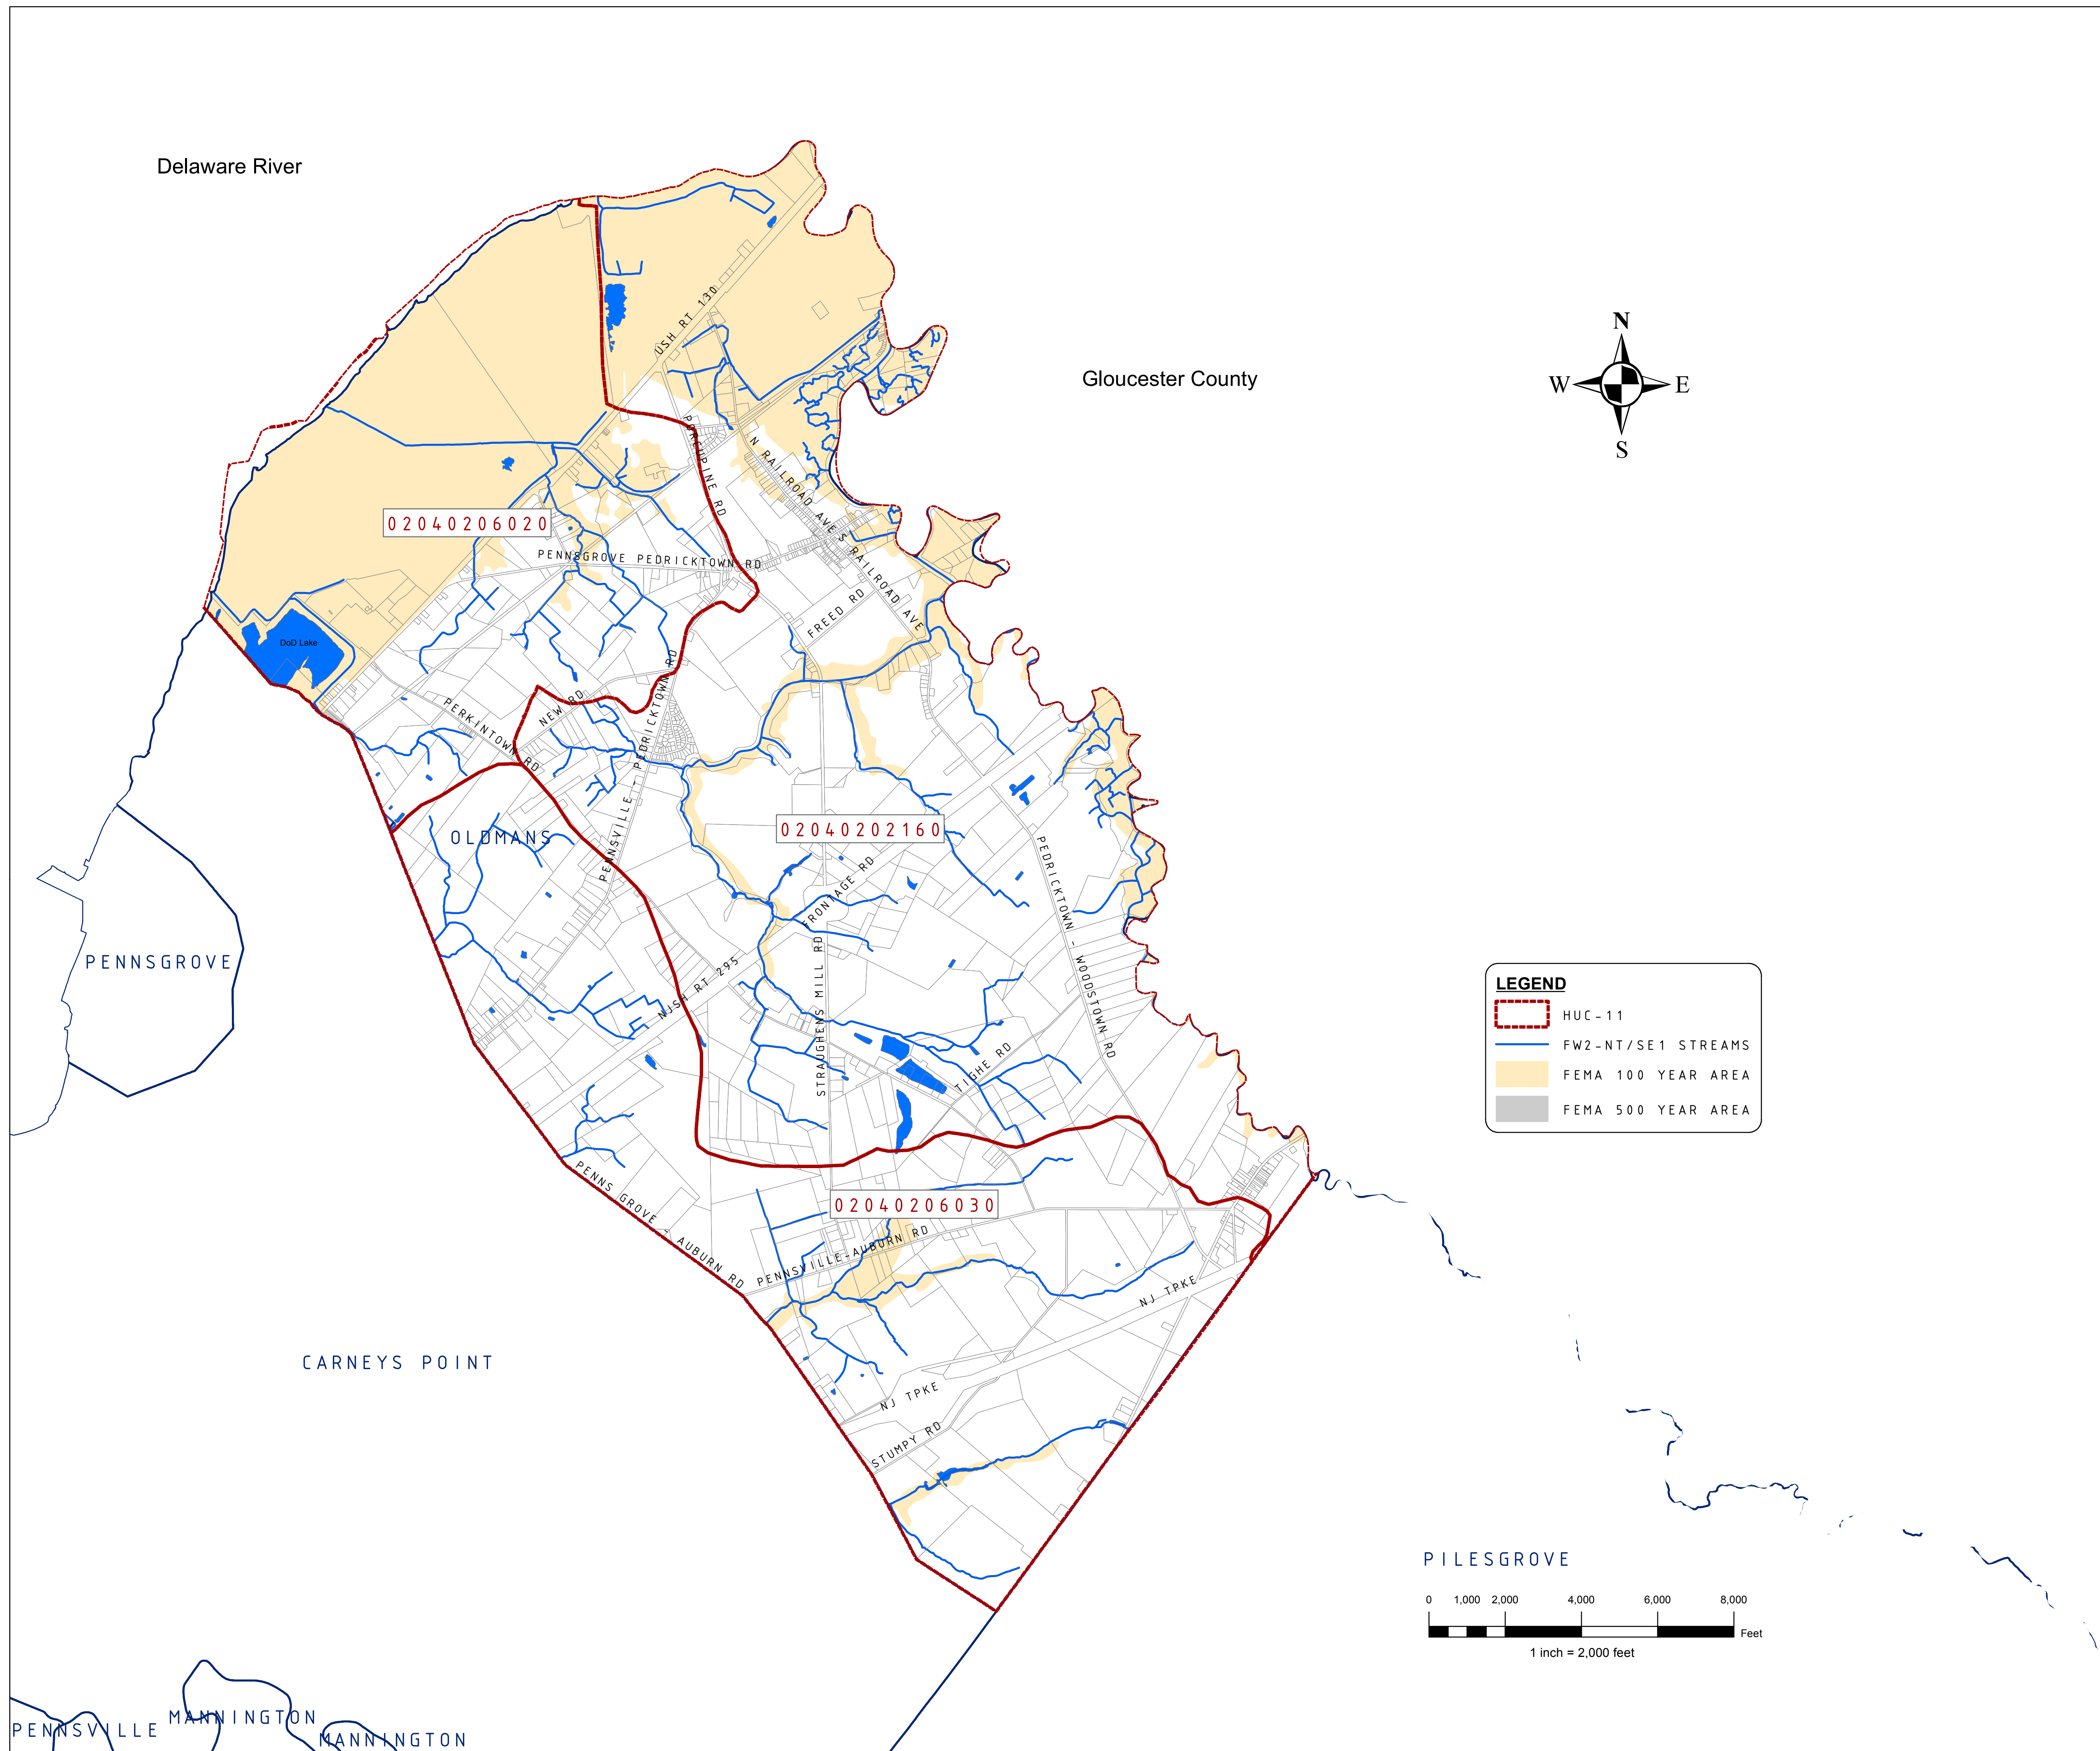 Delaware River
Gloucester County
N
W E
S
USH RT 130
PORCUPINE RD
N RAILROAD AVE
S RAILROAD AVE
02040206020
PENNSGROVE PEDRICKTOWN RD
FREED RD
DoD Lake
PERKINTOWN RD
NEW RD
PENNSVILLE - PEDRICKTOWN RD
OLDMANS
02040202160
FRONTAGE RD
PEDRICKTOWN - WOODSTOWN RD
PENNSGROVE
NJSH RT 295
STRAUGHENS MILL RD
TIGHE RD
LEGEND
HUC-11
FW2-NT/SE1 STREAMS
FEMA 100 YEAR AREA
FEMA 500 YEAR AREA
PENNS GROVE - AUBURN RD
02040206030
PENNSVILLE-AUBURN RD
NJ TPKE
CARNEYS POINT
NJ TPKE
STUMPY RD
PILESGROVE
0 1,000 2,000 4,000 6,000 8,000
Feet
1 inch = 2,000 feet
PENNSVILLE
MANNINGTON
MANNINGTON